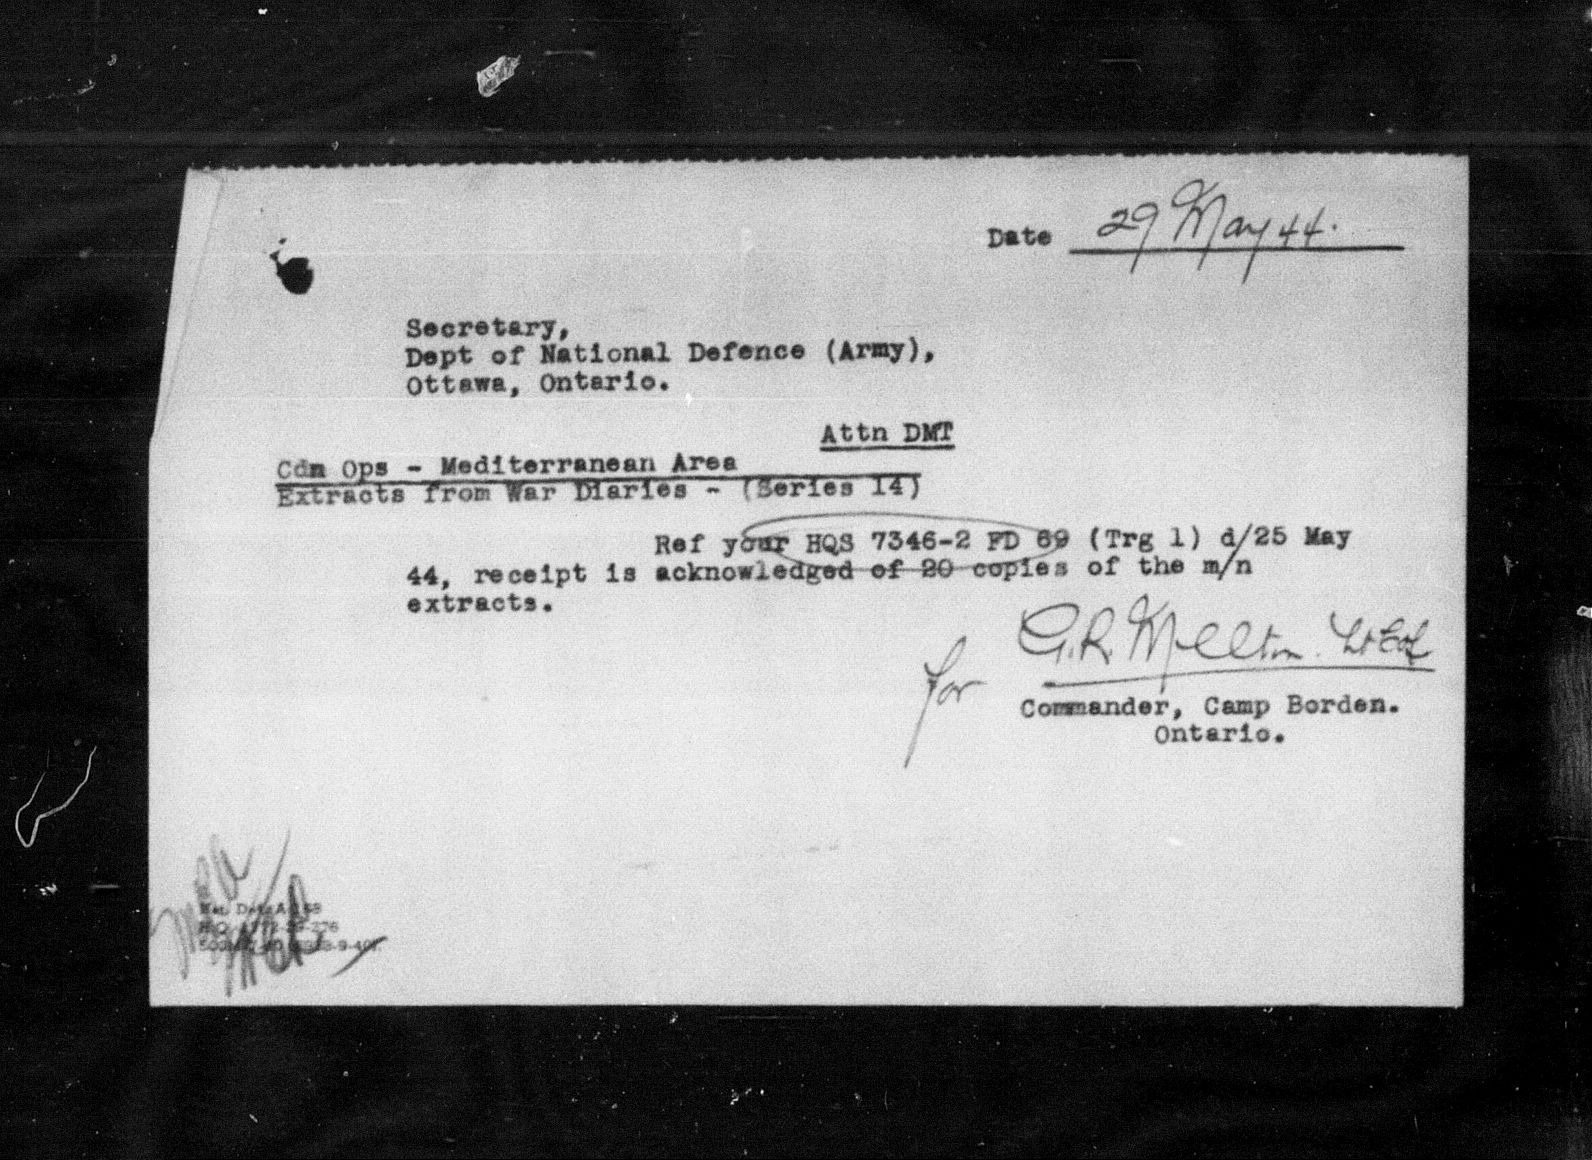 Date 29 May 44.
Secretary,
Dept of National Defence (Army),
Ottawa, Ontario.
Attn DMT
Cdn Ops - Mediterranean Area
Extracts from War Diaries - (Series 14)
Ref your HQS 7346-2 FD 69 (Trg 1) d/25 May
44, receipt is acknowledged of 20 copies of the m/n
extracts.
for G.R. Lt Col
Commander, Camp Borden.
Ontario.